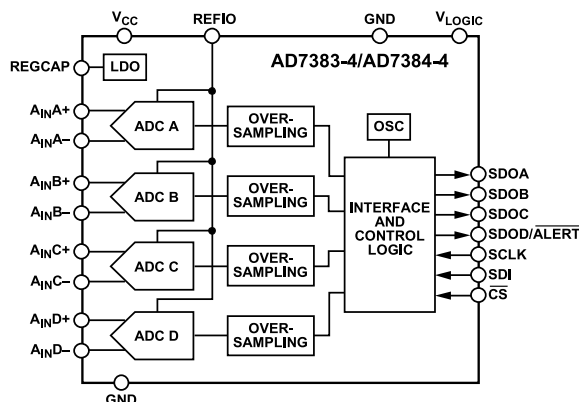 VCC
REFIO
GND
VLOGIC
AD7383-4/AD7384-4
REGCAP
LDO
AINA+
AINA–
ADC A
OVER-
SAMPLING
OSC
AINB+
AINB–
ADC B
OVER-
SAMPLING
AINC+
AINC–
ADC C
OVER-
SAMPLING
AIND+
AIND–
ADC D
OVER-
SAMPLING
INTERFACE
AND
CONTROL
LOGIC
SDOA
SDOB
SDOC
SDOD/ALERT
SCLK
SDI
CS
GND